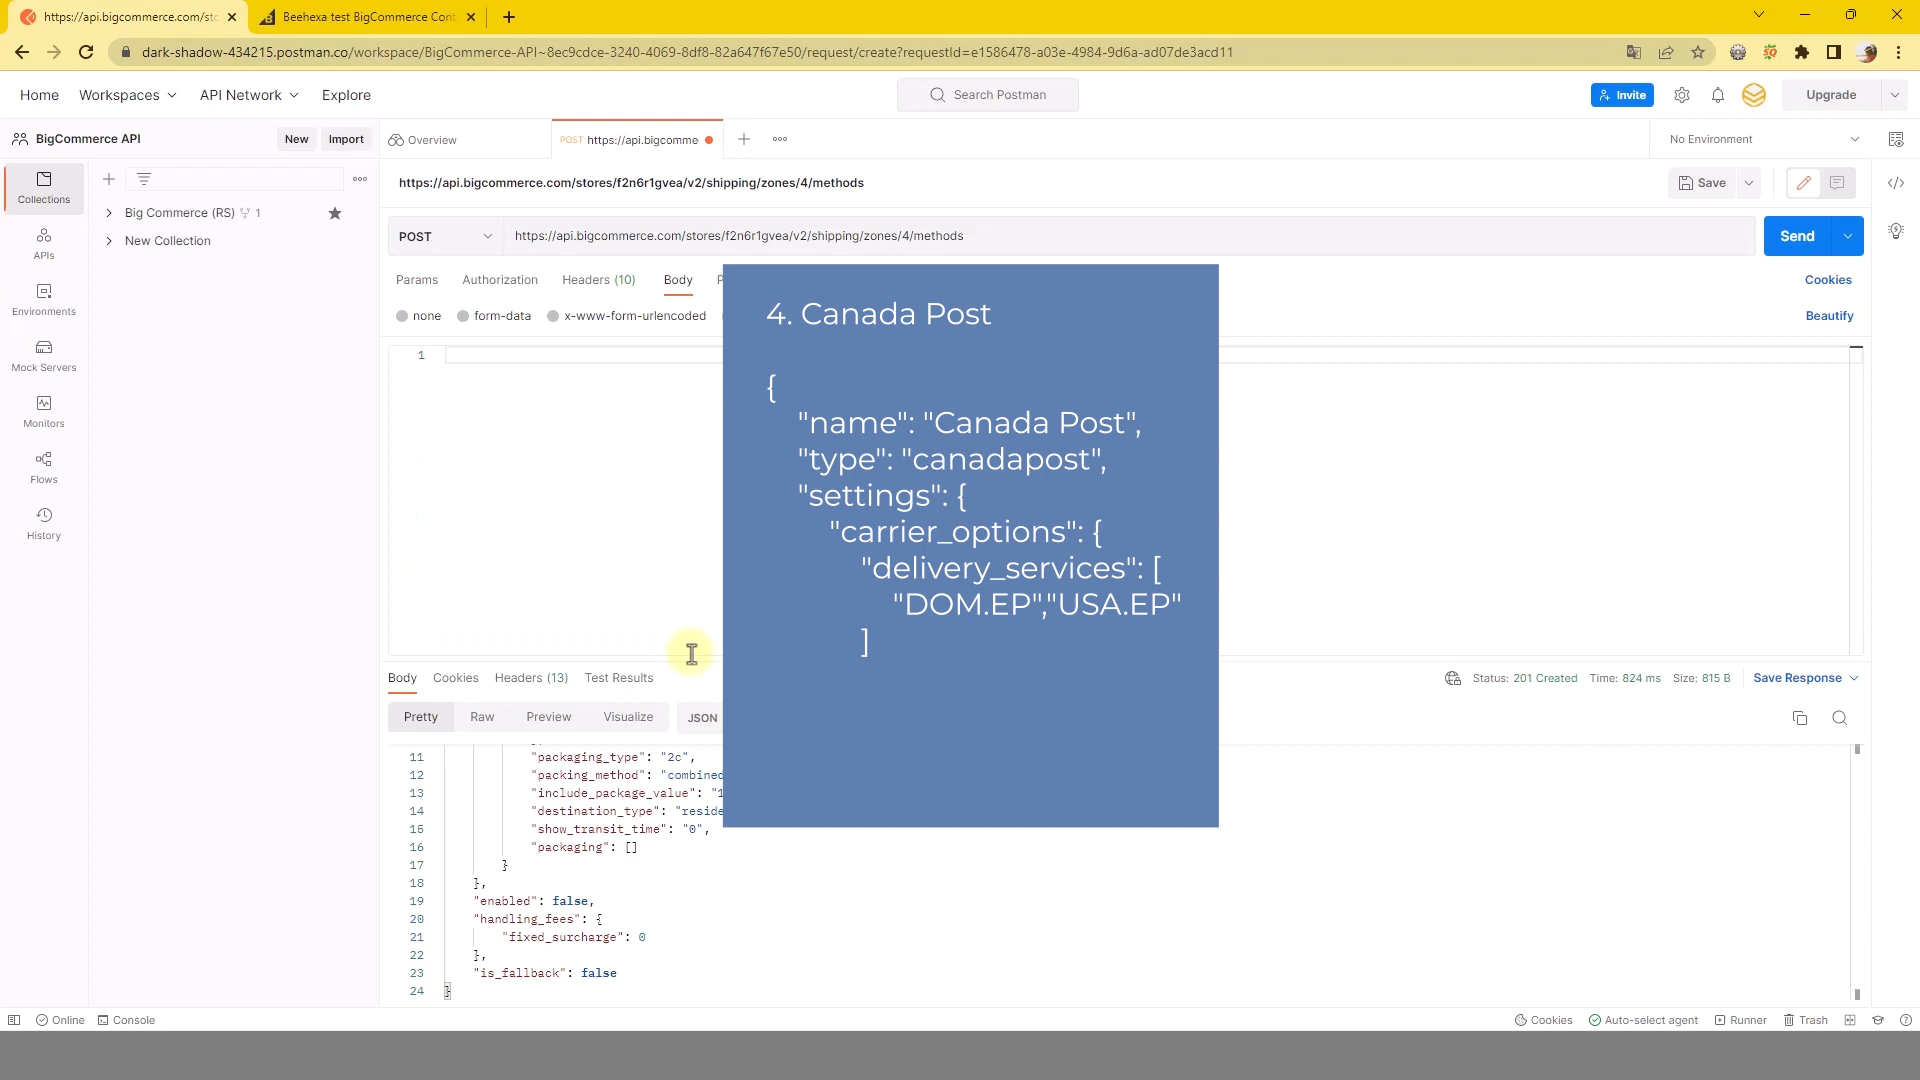 https://api.bigcommerce.com/stc
Beehexa test BigCommerce Cont
dark-shadow-434215.postman.co/workspace/BigCommerce-API~8ec9cdce-3240-4069-8df8-82a647f67e50/request/create?requestId=e1586478-a03e-4984-9d6a-ad07de3acd11
Home
Workspaces
API Network
Explore
Search Postman
Invite
Upgrade
BigCommerce API
New
Import
Overview
POST https://api.bigcomme
No Environment
Collections
Big Commerce (RS) 1
New Collection
APIs
Environments
Mock Servers
Monitors
Flows
History
https://api.bigcommerce.com/stores/f2n6r1gvea/v2/shipping/zones/4/methods
Save
POST
https://api.bigcommerce.com/stores/f2n6r1gvea/v2/shipping/zones/4/methods
Send
Params
Authorization
Headers (10)
Body
P
Cookies
none
form-data
x-www-form-urlencoded
Beautify
1
4. Canada Post
{
"name": "Canada Post",
"type": "canadapost",
"settings": {
"carrier_options": {
"delivery_services": [
"DOM.EP","USA.EP"
]
Body
Cookies
Headers (13)
Test Results
Status: 201 Created
Time: 824 ms
Size: 815 B
Save Response
Pretty
Raw
Preview
Visualize
JSON
11 "packaging_type": "2c",
12 "packing_method": "combined
13 "include_package_value": "1
14 "destination_type": "reside
15 "show_transit_time": "0",
16 "packaging": []
17 }
18 },
19 "enabled": false,
20 "handling_fees": {
21 "fixed_surcharge": 0
22 },
23 "is_fallback": false
24 }
Online
Console
Cookies
Auto-select agent
Runner
Trash